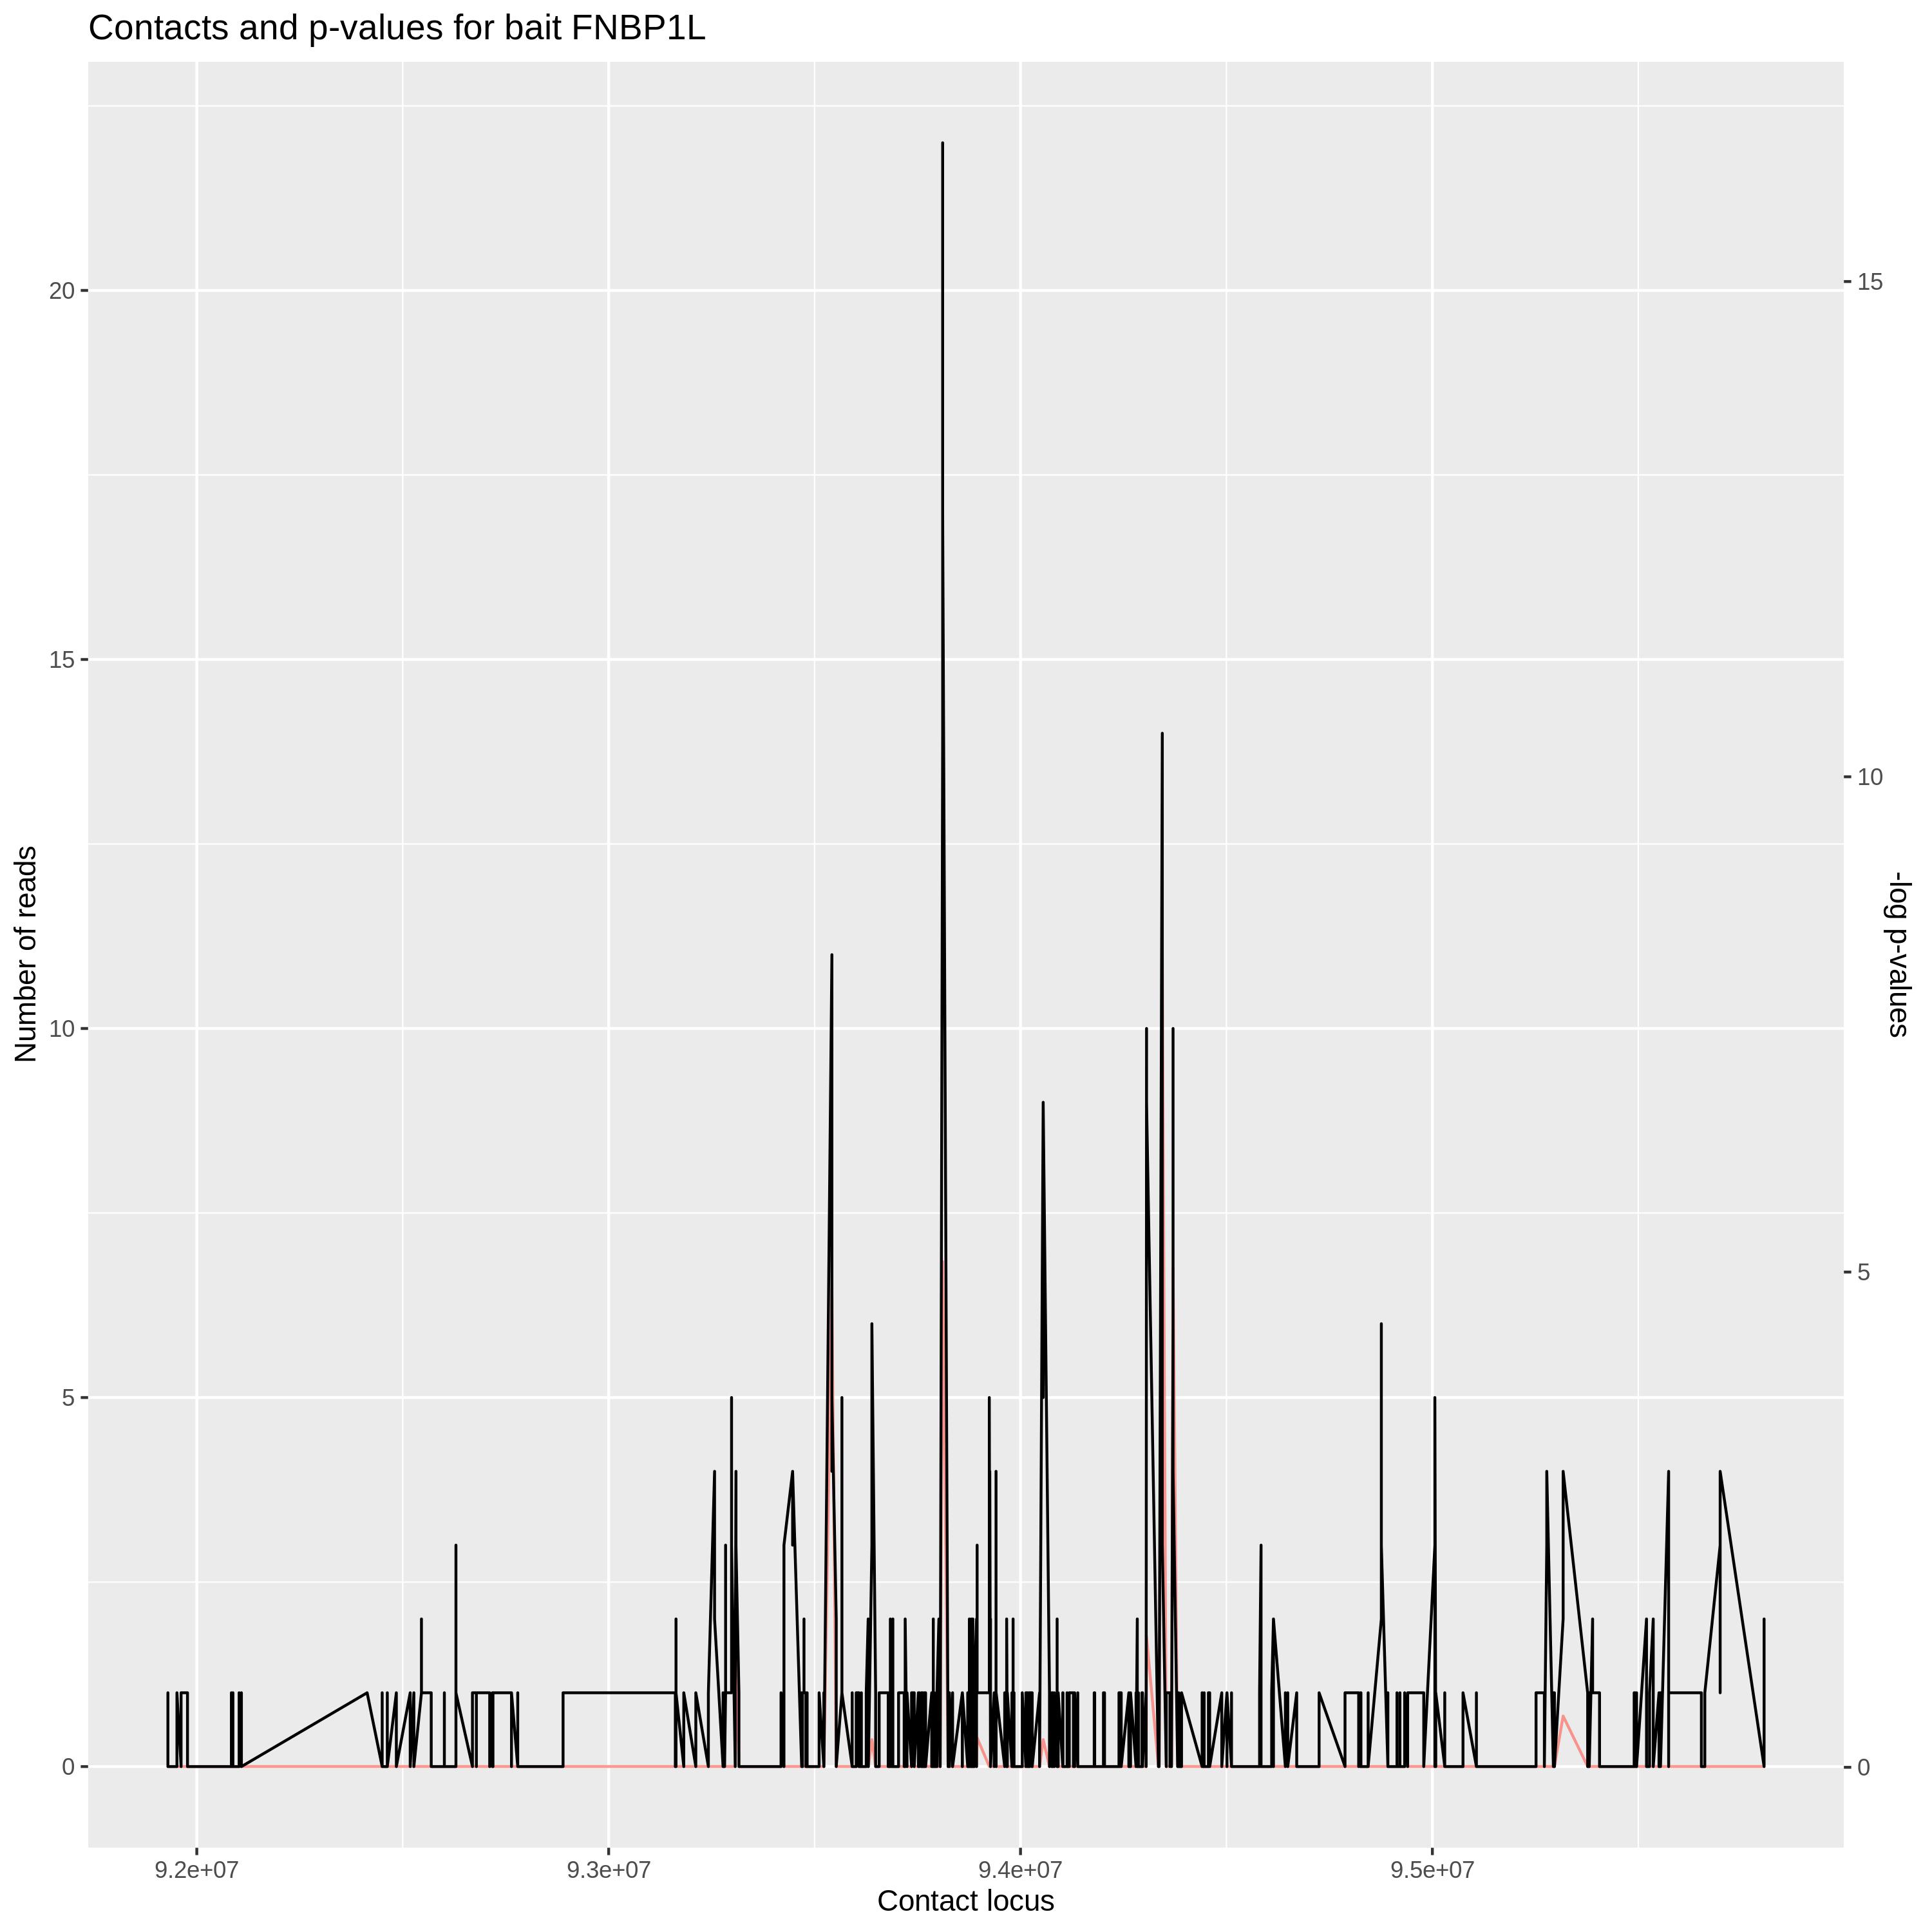 Contacts and p-values for bait FNBP1L
20
15
10
5
0
Number of reads
15
10
5
0
-log p-values
9.2e+07 9.3e+07 9.4e+07 9.5e+07
Contact locus